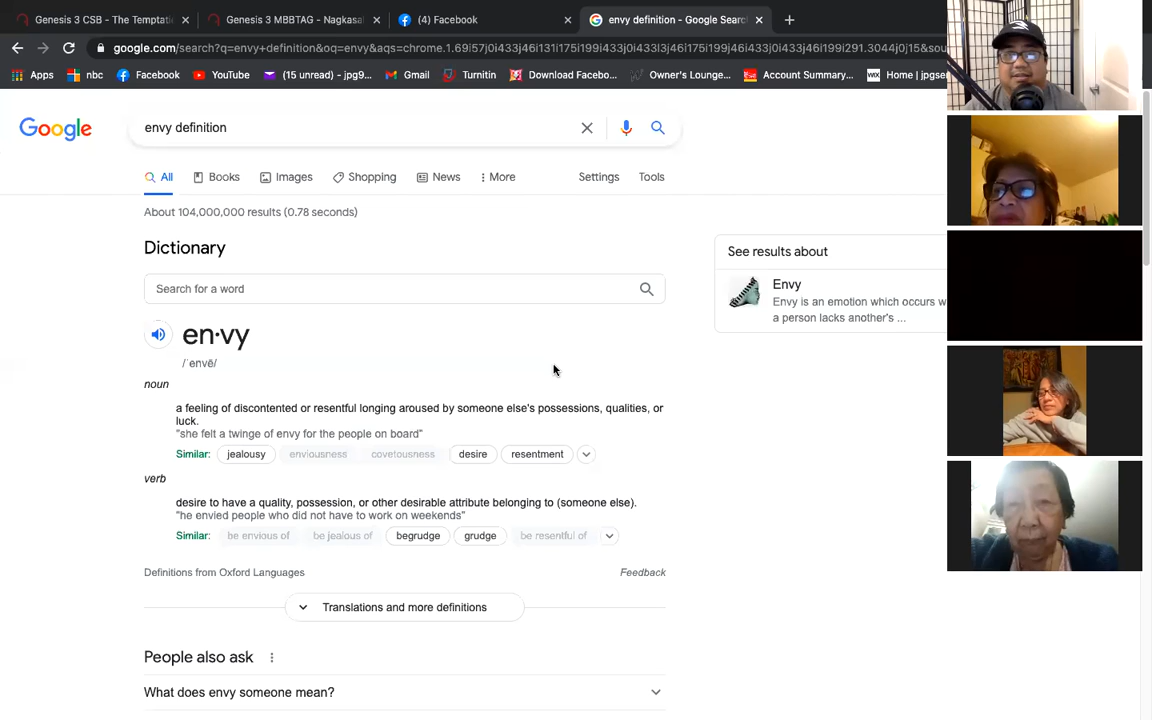 Genesis 3 CSB - The Temptati
Genesis 3 MBBTAG - Nagkasal
(4) Facebook
envy definition - Google Searc
google.com/search?q=envy+definition&oq=envy&aqs=chrome.1.69i57j0i433j46i131i175i199i433j0i433l3j46i175i199j46i433j0i433j46i199i291.3044j0j15&sou
Apps
nbc
Facebook
YouTube
(15 unread) - jpg9...
Gmail
Turnitin
Download Facebo...
Owner's Lounge...
Account Summary...
WIX
Home | jpgser
Google
envy definition
All
Books
Images
Shopping
News
More
Settings
Tools
About 104,000,000 results (0.78 seconds)
Dictionary
See results about
Search for a word
Envy
Envy is an emotion which occurs w
a person lacks another's ...
en·vy
/ˈenvē/
noun
a feeling of discontented or resentful longing aroused by someone else's possessions, qualities, or
luck.
"she felt a twinge of envy for the people on board"
Similar: jealousy enviousness covetousness desire resentment
verb
desire to have a quality, possession, or other desirable attribute belonging to (someone else).
"he envied people who did not have to work on weekends"
Similar: be envious of be jealous of begrudge grudge be resentful of
Definitions from Oxford Languages
Feedback
Translations and more definitions
People also ask
What does envy someone mean?